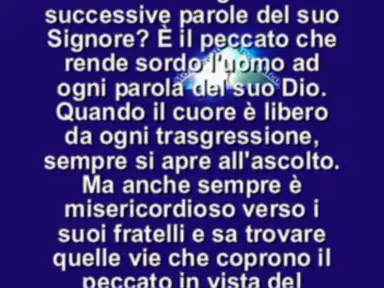 successive parole del suo
Signore? È il peccato che
rende sordo l'uomo ad
ogni parola del suo Dio.
Quando il cuore è libero
da ogni trasgressione,
sempre si apre all'ascolto.
Ma anche sempre è
misericordioso verso i
suoi fratelli e sa trovare
quelle vie che coprono il
peccato in vista del